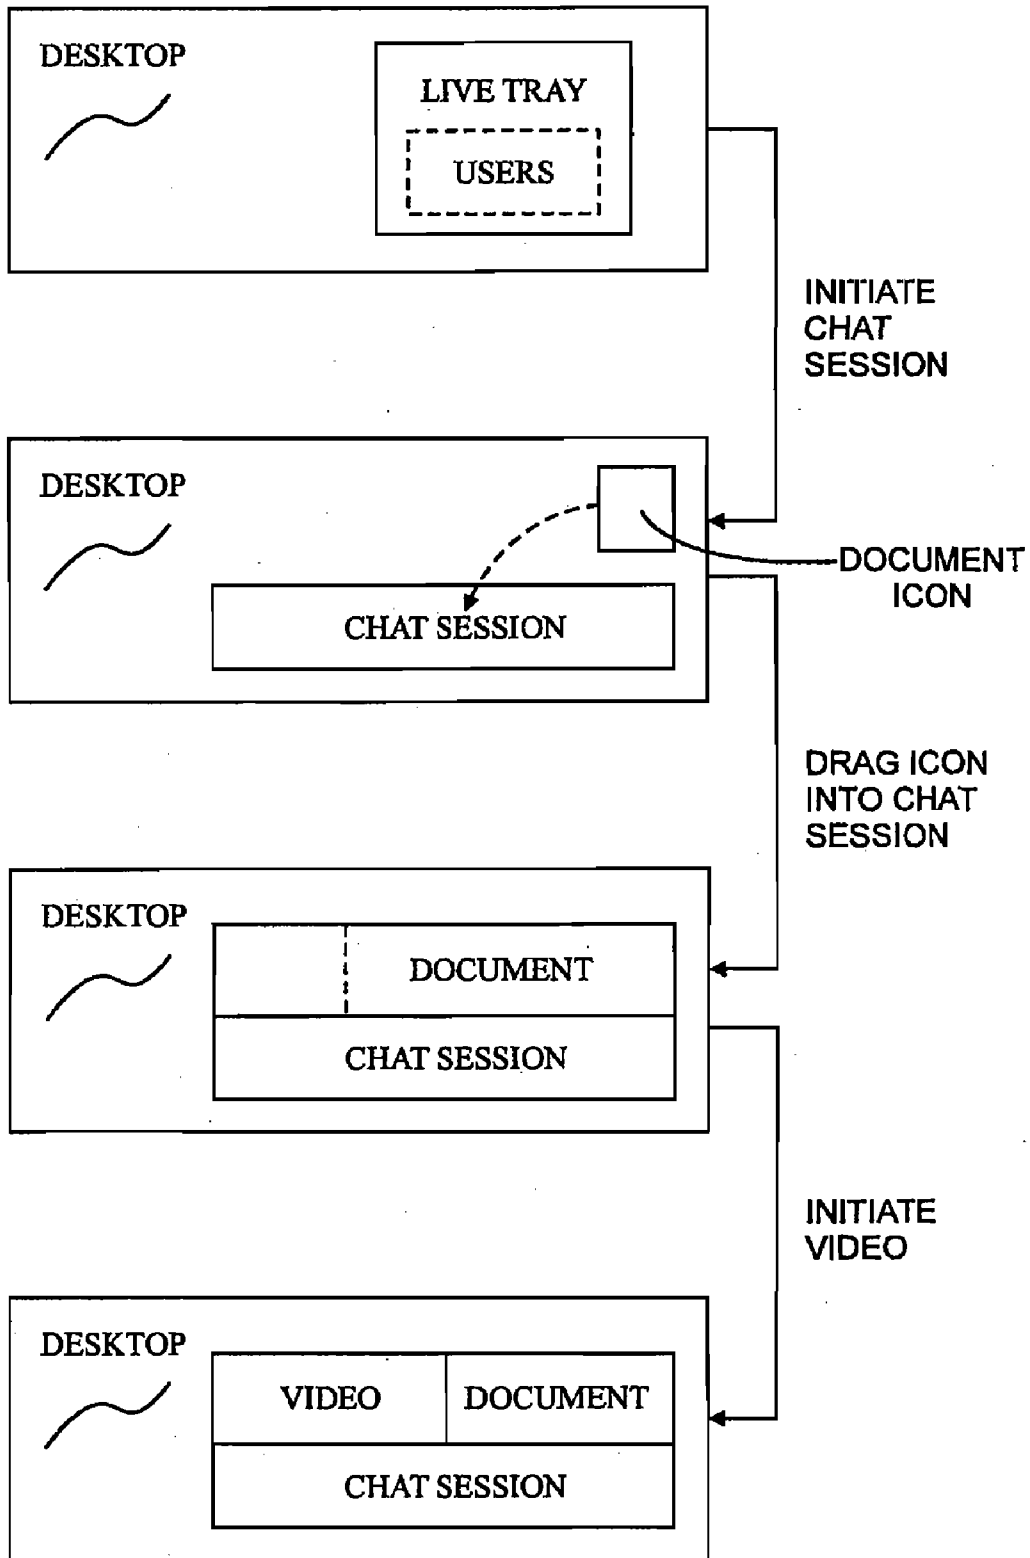 DESKTOP
LIVE TRAY
USERS
INITIATE
CHAT
SESSION
DESKTOP
DOCUMENT
ICON
CHAT SESSION
DRAG ICON
INTO CHAT
SESSION
DESKTOP
DOCUMENT
CHAT SESSION
INITIATE
VIDEO
DESKTOP
VIDEO
DOCUMENT
CHAT SESSION